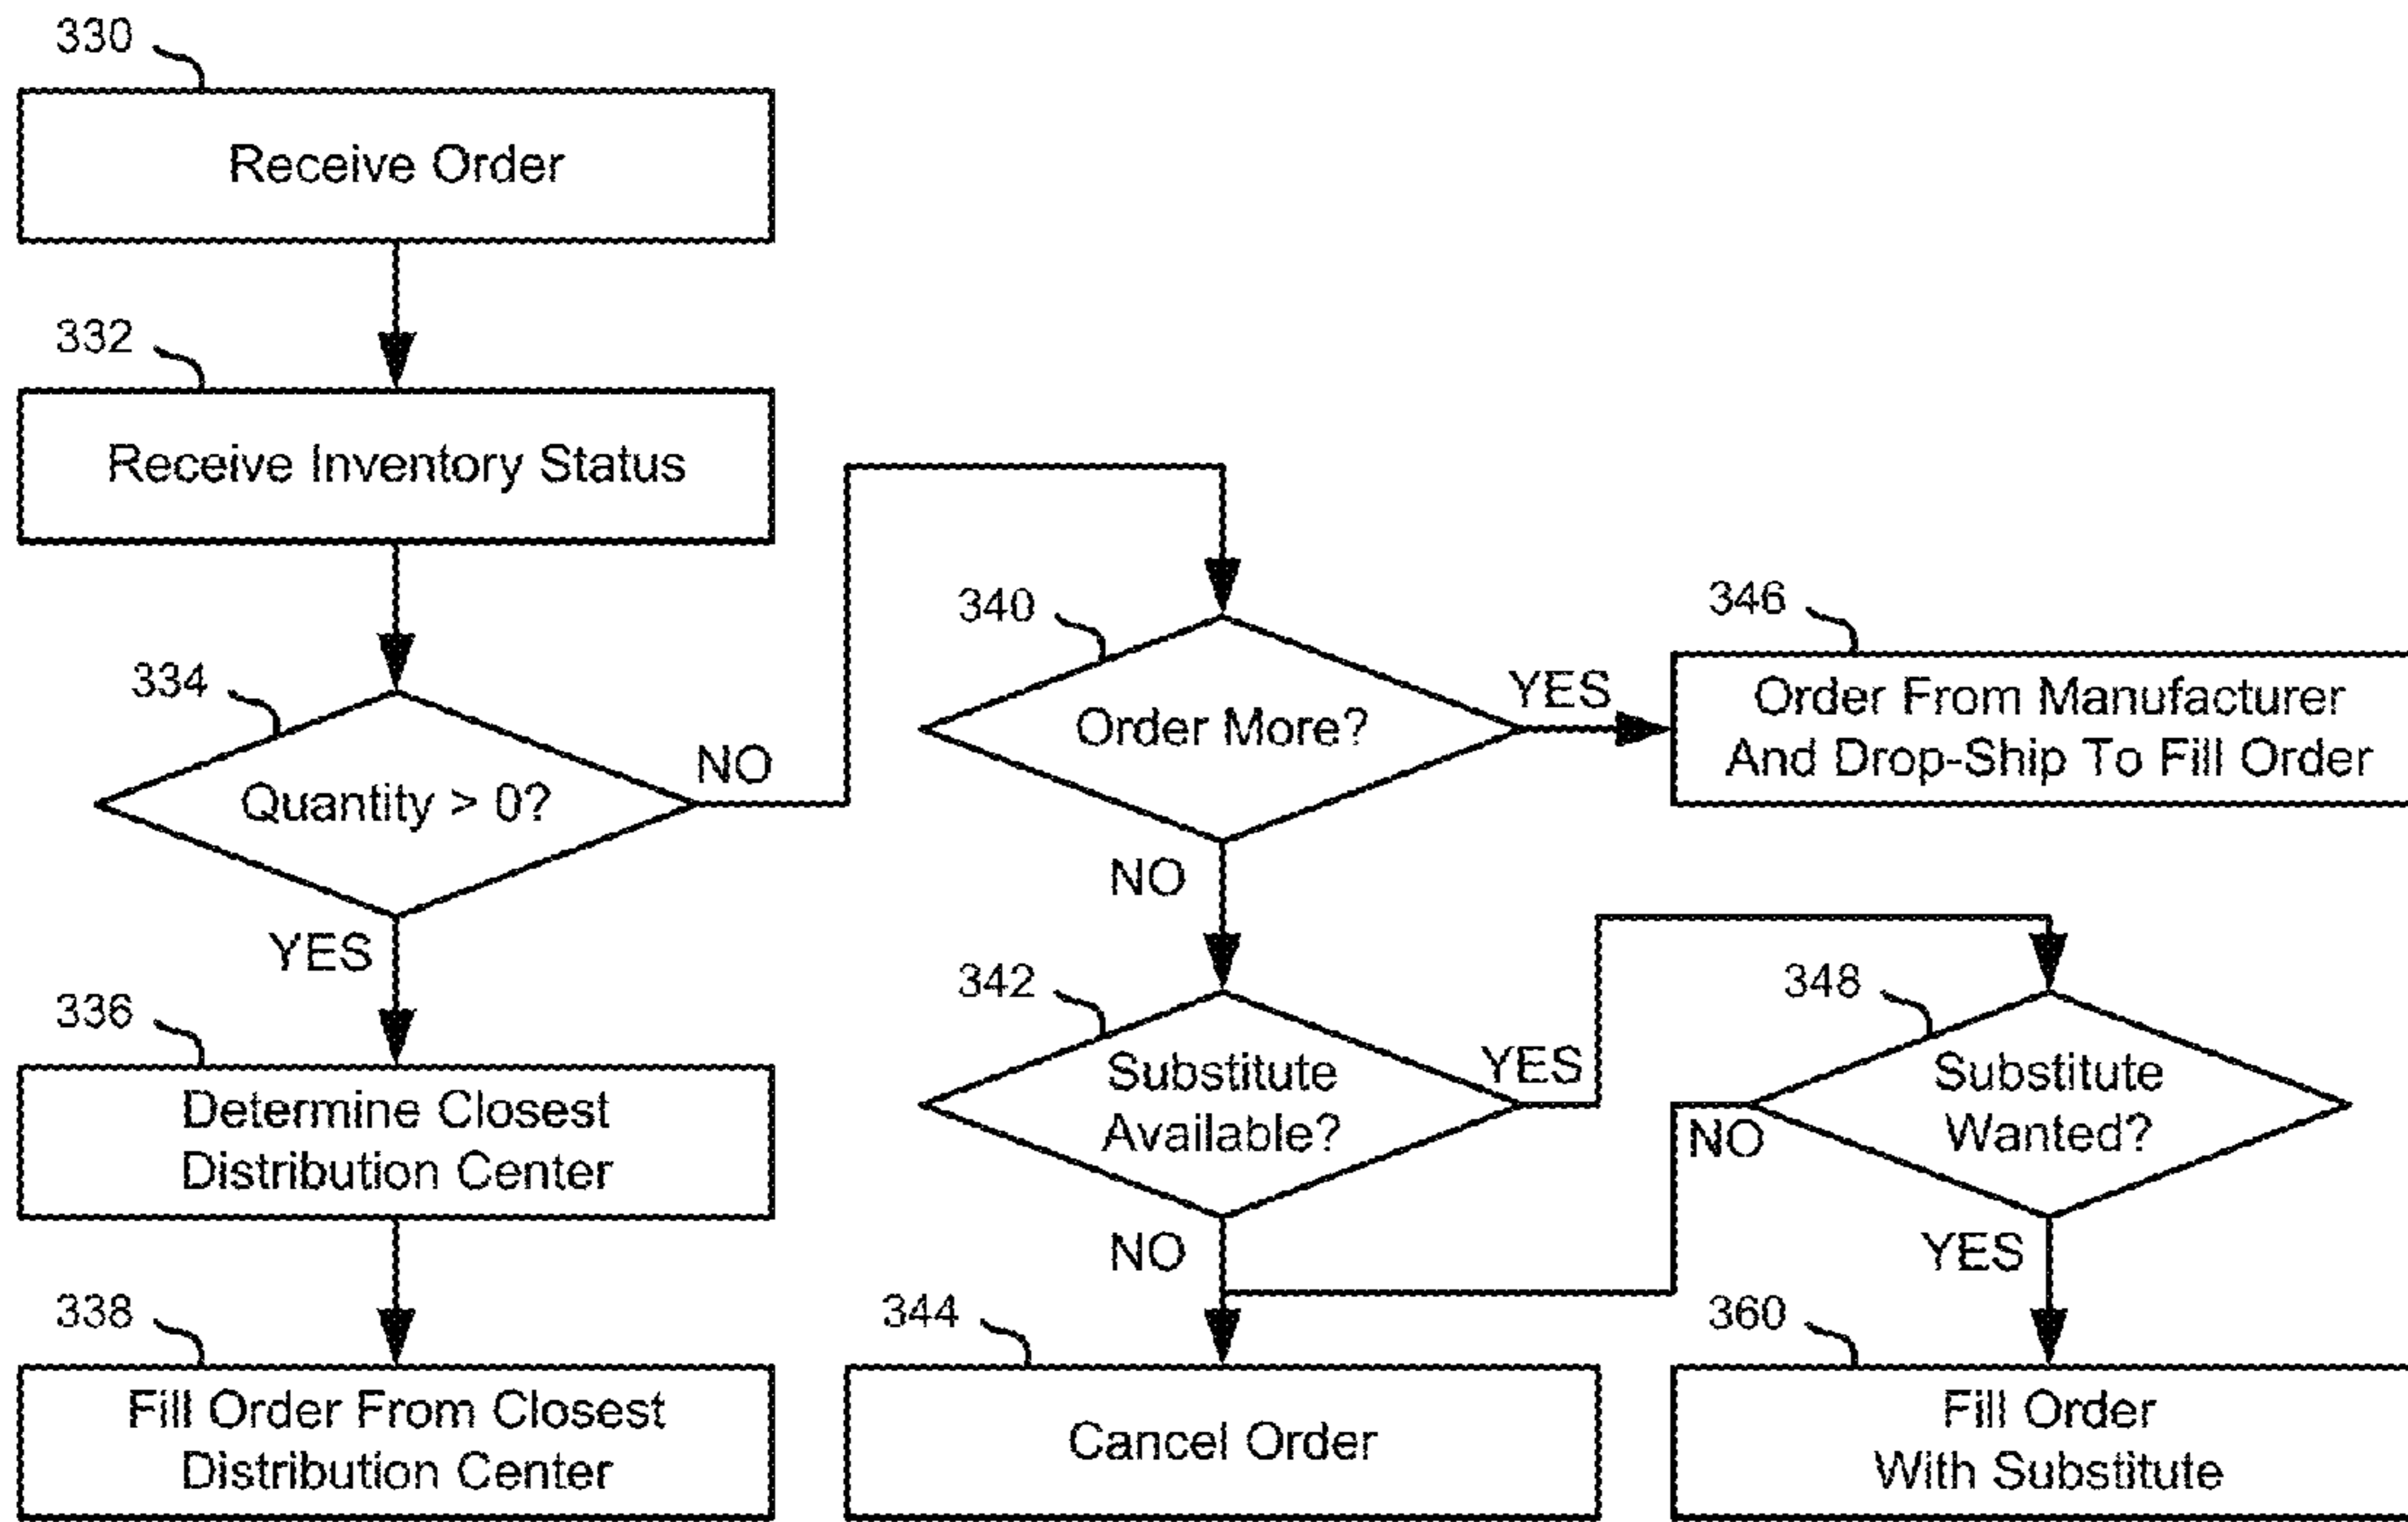 330
Receive Order
332
Receive Inventory Status
334
Quantity > 0?
NO
YES
336
Determine Closest
Distribution Center
338
Fill Order From Closest
Distribution Center
340
Order More?
YES
NO
346
Order From Manufacturer
And Drop-Ship To Fill Order
342
Substitute
Available?
YES
NO
348
Substitute
Wanted?
NO
YES
344
Cancel Order
360
Fill Order
With Substitute